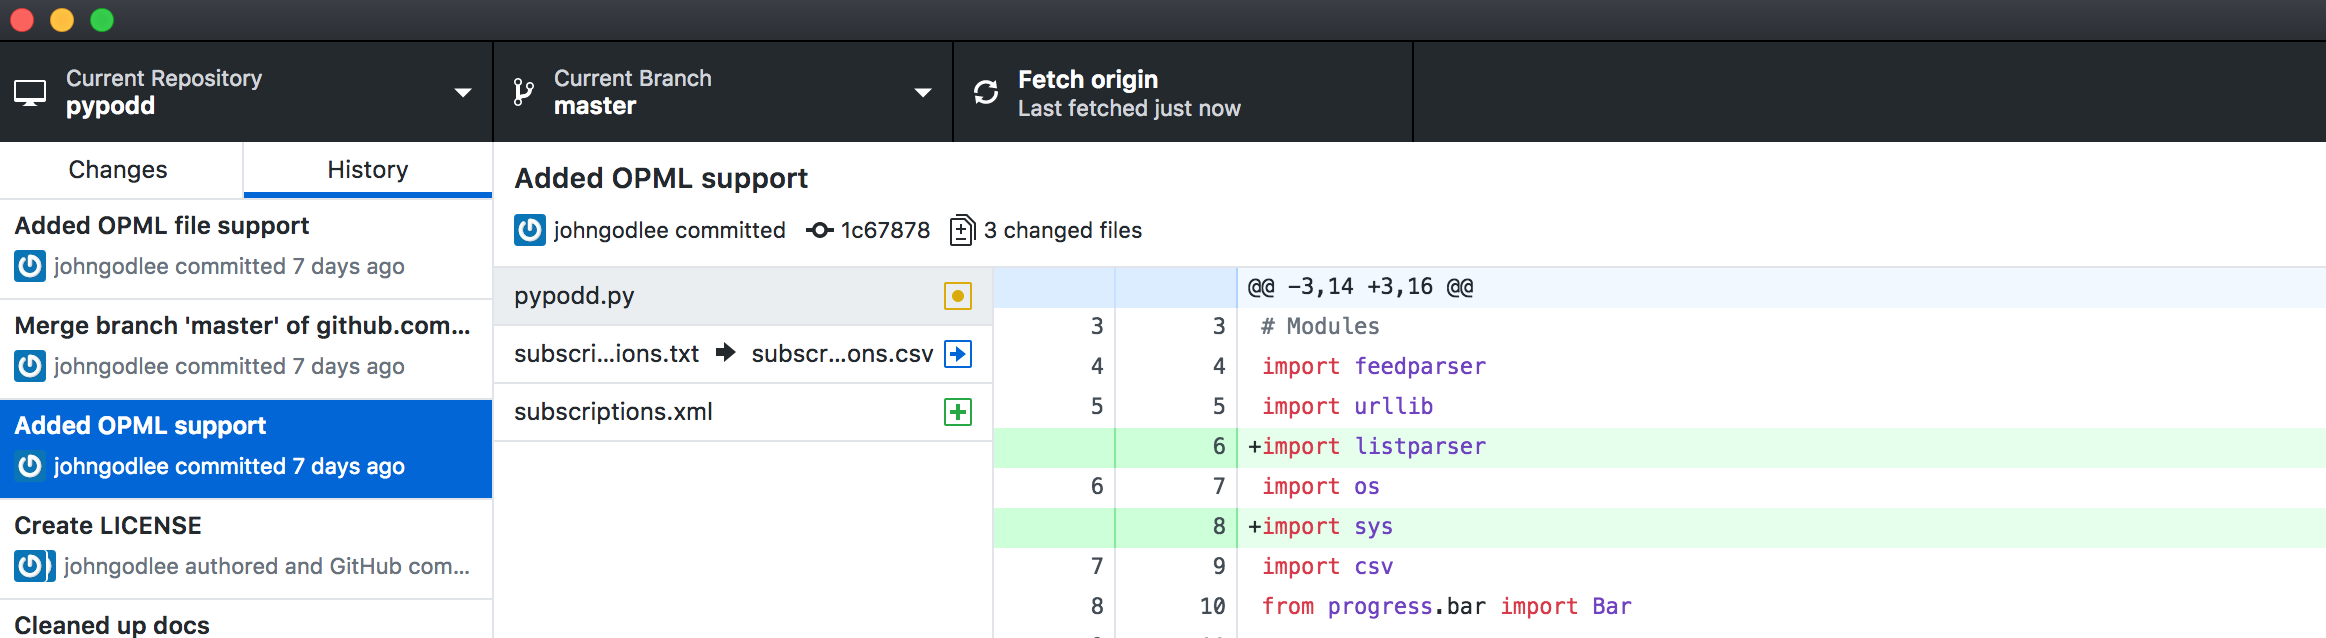 Current Repository
pypodd
Current Branch
master
Fetch origin
Last fetched just now
Changes
History
Added OPML file support
johngodlee committed 7 days ago
Merge branch 'master' of github.com...
johngodlee committed 7 days ago
Added OPML support
johngodlee committed 7 days ago
Create LICENSE
johngodlee authored and GitHub com...
Cleaned up docs
Added OPML support
johngodlee committed 1c67878 3 changed files
pypodd.py
subscri...ions.txt subscr...ons.csv
subscriptions.xml
@@ -3,14 +3,16 @@
3 3 # Modules
4 4 import feedparser
5 5 import urllib
6 +import listparser
6 7 import os
8 +import sys
7 9 import csv
8 10 from progress.bar import Bar